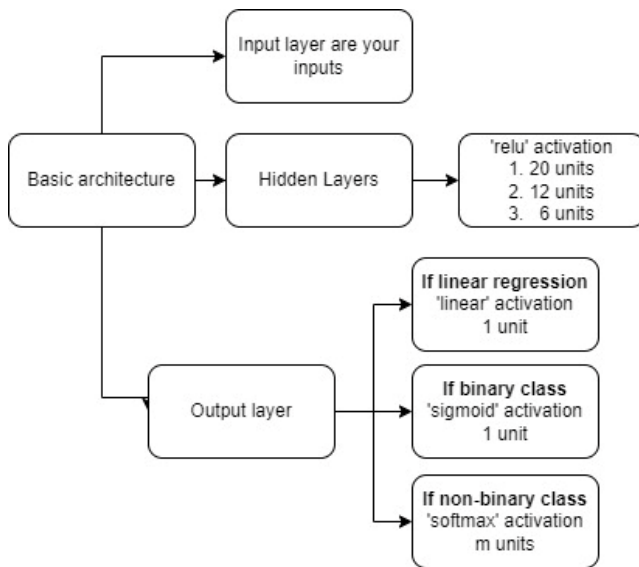 Input layer are your
inputs
Basic architecture
Hidden Layers
'relu' activation
1. 20 units
2. 12 units
3. 6 units
Output layer
If linear regression
'linear' activation
1 unit
If binary class
'sigmoid' activation
1 unit
If non-binary class
'softmax' activation
m units